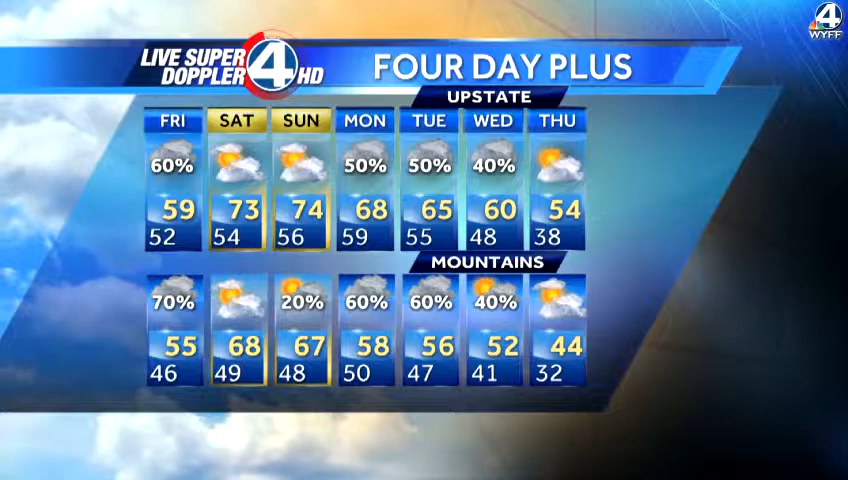 4
WYFF
LIVE SUPER
DOPPLER 4 HD
FOUR DAY PLUS
UPSTATE
FRI SAT SUN MON TUE WED THU
60% 50% 50% 40%
59 73 74 68 65 60 54
52 54 56 59 55 48 38
MOUNTAINS
70% 20% 60% 60% 40%
55 68 67 58 56 52 44
46 49 48 50 47 41 32